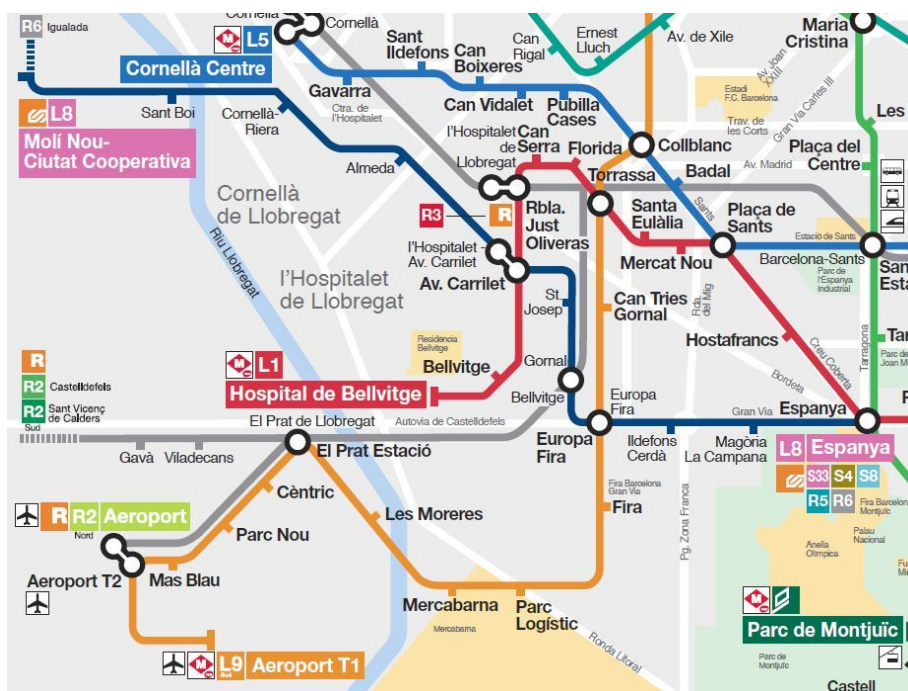 Cornellà
R6 Igualada
M L5
Cornellà Centre
Sant
Ildefons
Can
Boixeres
Can
Rigal
Ernest
Lluch
Av. de Xile
Maria
Cristina
Av. Joan
XXIII
Gran Via Carles III
L8
Molí Nou-
Ciutat Cooperativa
Sant Boi
Cornellà-
Riera
Gavarra
Ctra. de
l'Hospitalet
Can Vidalet
Pubilla
Cases
Estadi
F.C. Barcelona
Trav. de
les Corts
Les
l'Hospitalet
de
Llobregat
Can
Serra
Florida
Collblanc
Av. Madrid
Plaça del
Centre
Almeda
Torrassa
Badal
Cornellà
de Llobregat
R3 R
Rbla.
Just
Oliveras
Santa
Eulàlia
Sants
Plaça de
Sants
Estació de Sants
Barcelona-Sants
San
Esta
Riu Llobregat
l'Hospitalet -
Av. Carrilet
Av. Carrilet
Mercat Nou
Parc de
l'Espanya
Industrial
l'Hospitalet
de Llobregat
St.
Josep
Can Tries
Gornal
Rda.
del Mig
Hostafrancs
Creu Coberta
Tarragona
Tar
Parc de
Joan M
Residència
Bellvitge
Bellvitge
Gornal
Bellvitge
Bordeta
M L1
Hospital de Bellvitge
R
R2 Castelldefels
R2 Sant Vicenç
de Calders
Sud
El Prat de Llobregat
Autovia de Castelldefels
Europa
Fira
Gran Via
Espanya
Gavà
Viladecans
El Prat Estació
Europa
Fira
Ildefons
Cerdà
Magòria
La Campana
L8 Espanya
S33 S4 S8
R5 R6
Fira Barcelona
Montjuïc
Cèntric
Fira Barcelona
Gran Via
Fira
Pg. Zona Franca
Palau
Nacional
Anella
Olímpica
Fu
Mi
R R2 Aeroport
Nord
Parc Nou
Les Moreres
Aeroport T2
Mas Blau
Mercabarna
Mercabarna
Parc
Logístic
Ronda Litoral
M
Parc de Montjuïc
Parc de
Montjuïc
Castell
M L9 Aeroport T1
Sud